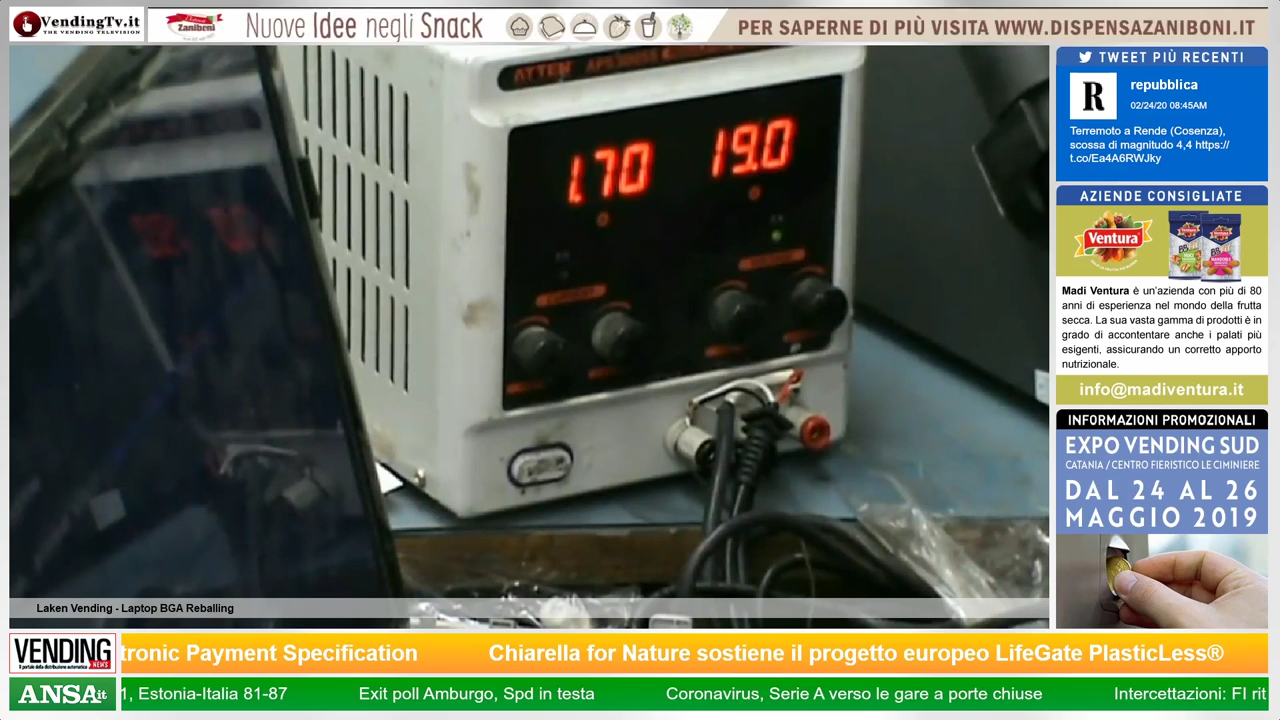 VendingTv.it
THE VENDING TELEVISION
Zaniboni
Nuove Idee negli Snack
PER SAPERNE DI PIÙ VISITA WWW.DISPENSAZANIBONI.IT
ATTEN
1.70 19.0
TWEET PIÙ RECENTI
R
repubblica
02/24/20 08:45AM
Terremoto a Rende (Cosenza),
scossa di magnitudo 4,4 https://
t.co/Ea4A6RWJky
AZIENDE CONSIGLIATE
Ventura
Madi Ventura è un'azienda con più di 80
anni di esperienza nel mondo della frutta
secca. La sua vasta gamma di prodotti è in
grado di accontentare anche i palati più
esigenti, assicurando un corretto apporto
nutrizionale.
info@madiventura.it
INFORMAZIONI PROMOZIONALI
EXPO VENDING SUD
CATANIA / CENTRO FIERISTICO LE CIMINIERE
DAL 24 AL 26
MAGGIO 2019
Laken Vending - Laptop BGA Reballing
VENDING
NEWS
Il portale della distribuzione automatica
tronic Payment Specification Chiarella for Nature sostiene il progetto europeo LifeGate PlasticLess®
ANSA.it
1, Estonia-Italia 81-87 Exit poll Amburgo, Spd in testa Coronavirus, Serie A verso le gare a porte chiuse Intercettazioni: FI rit